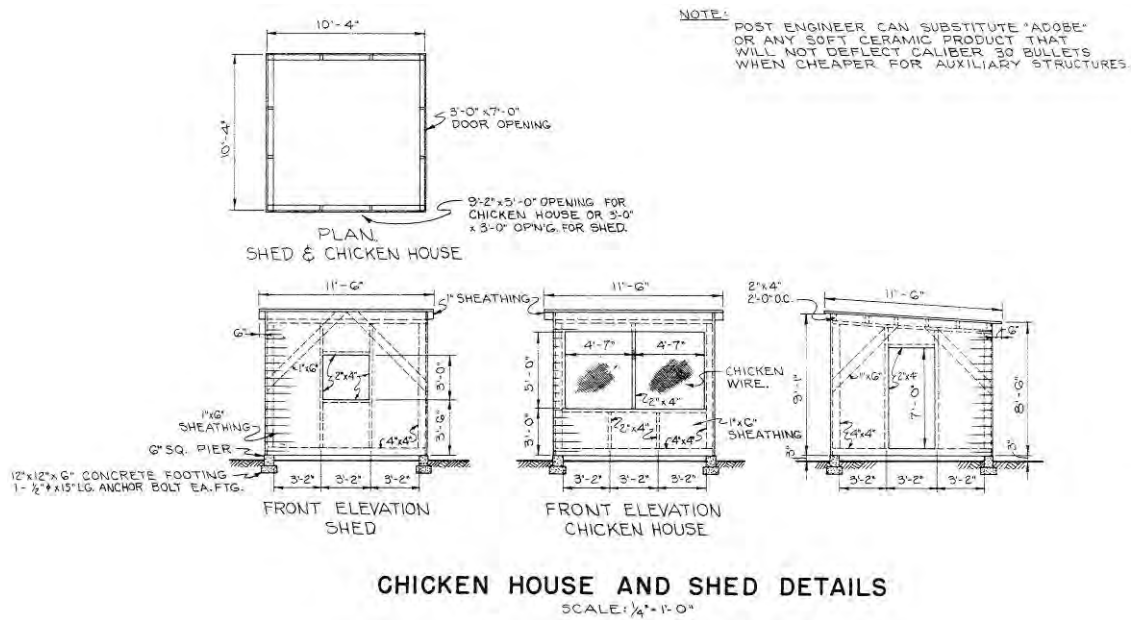 NOTE:
POST ENGINEER CAN SUBSTITUTE "ADOBE"
OR ANY SOFT CERAMIC PRODUCT THAT
WILL NOT DEFLECT CALIBER 30 BULLETS
WHEN CHEAPER FOR AUXILIARY STRUCTURES.
10'-4"
10'-4"
3'-0" x 7'-0"
DOOR OPENING
9'-2" x 5'-0" OPENING FOR
CHICKEN HOUSE OR 3'-0"
x 3'-0" OP'N'G. FOR SHED.
PLAN
SHED & CHICKEN HOUSE
11'-6"
1" SHEATHING
6"
1"x6"
2"x4"
3'-0"
3'-6"
1"x6"
SHEATHING
4"x4"
6" SQ. PIER
12"x12"x6" CONCRETE FOOTING
1- ½"ø x 15" LG. ANCHOR BOLT EA. FTG.
3'-2" 3'-2" 3'-2"
FRONT ELEVATION
SHED
11'-6"
4'-7" 4'-7"
5'-0"
CHICKEN
WIRE.
2"x4"
3'-0"
2"x4"
4"x4"
1"x6"
SHEATHING
3'-2" 3'-2" 3'-2"
FRONT ELEVATION
CHICKEN HOUSE
2"x4"
2'-0" O.C.
11'-6"
6"
9'-1"
1"x6"
2"x4"
7'-0"
8'-6"
4"x4"
3"
3"
3'-2" 3'-2" 3'-2"
CHICKEN HOUSE AND SHED DETAILS
SCALE: ¼" = 1'-0"